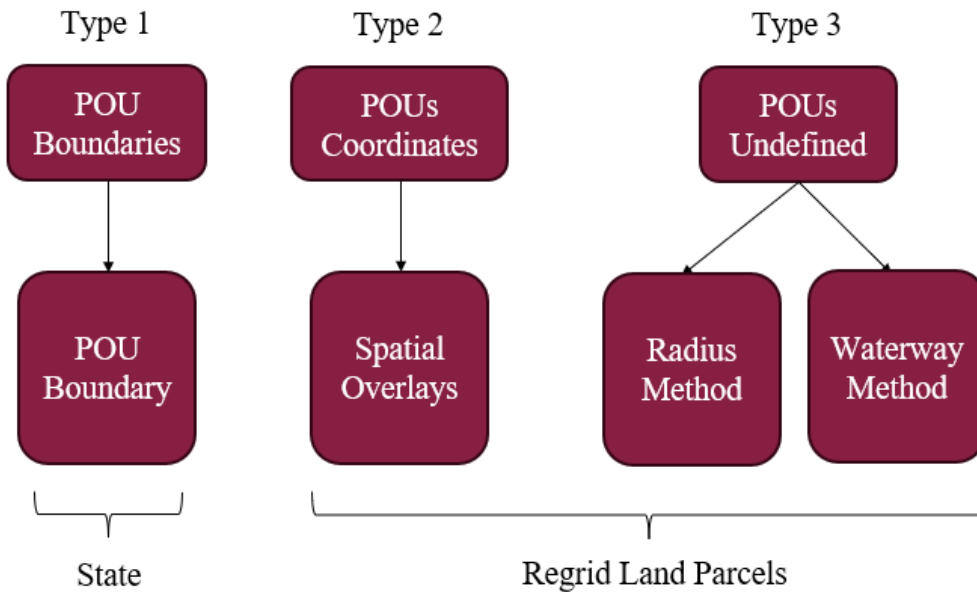 Type 1
Type 2
Type 3
POU
Boundaries
POUs
Coordinates
POUs
Undefined
POU
Boundary
Spatial
Overlays
Radius
Method
Waterway
Method
State
Regrid Land Parcels